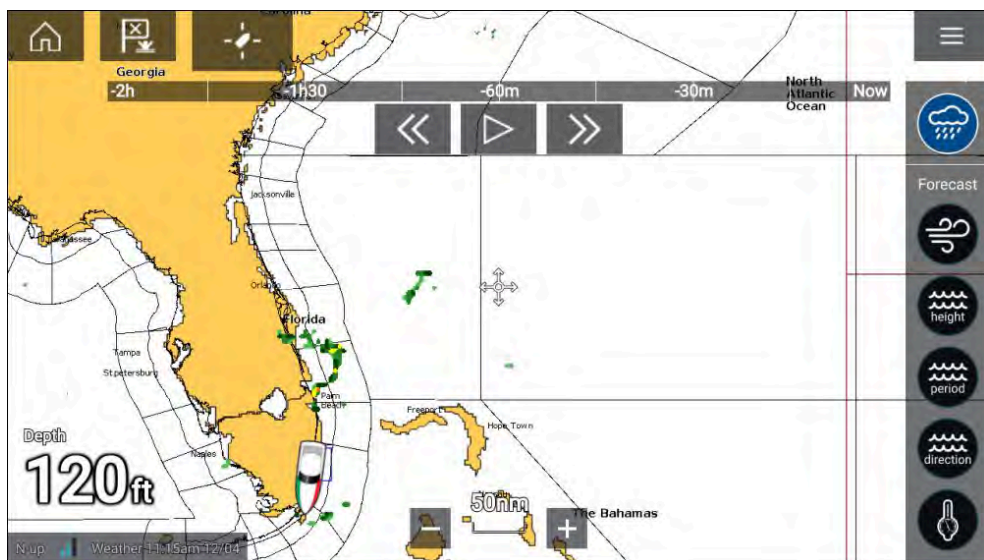 Carolina
Georgia
-2h -1h30 -60m -30m Now
North
Atlantic
Ocean
Forecast
Jacksonville
Orlando
Florida
height
Tampa
St.petersburg
period
Palm
Beach
Freeport
Hope Town
Depth
120ft
Naples
direction
50nm
The Bahamas
N up Weather 11:15am 12/04